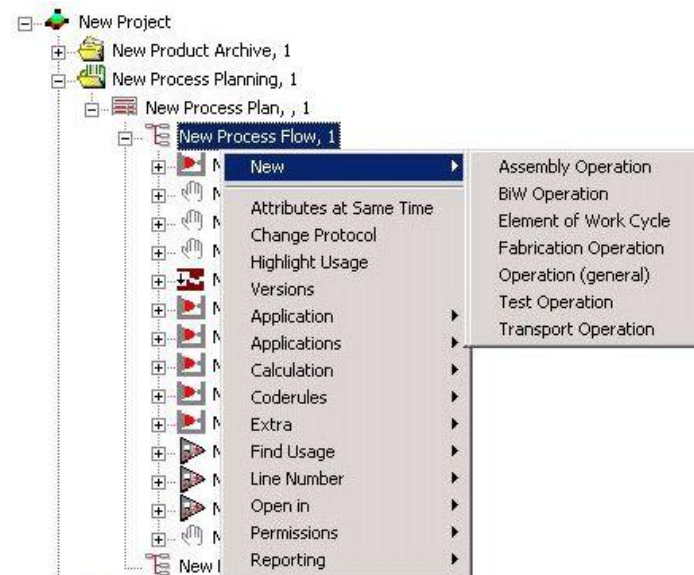 New Project
New Product Archive, 1
New Process Planning, 1
New Process Plan, , 1
New Process Flow, 1
New
Attributes at Same Time
Change Protocol
Highlight Usage
Versions
Application
Applications
Calculation
Coderules
Extra
Find Usage
Line Number
Open in
Permissions
Reporting
Assembly Operation
BiW Operation
Element of Work Cycle
Fabrication Operation
Operation (general)
Test Operation
Transport Operation
New